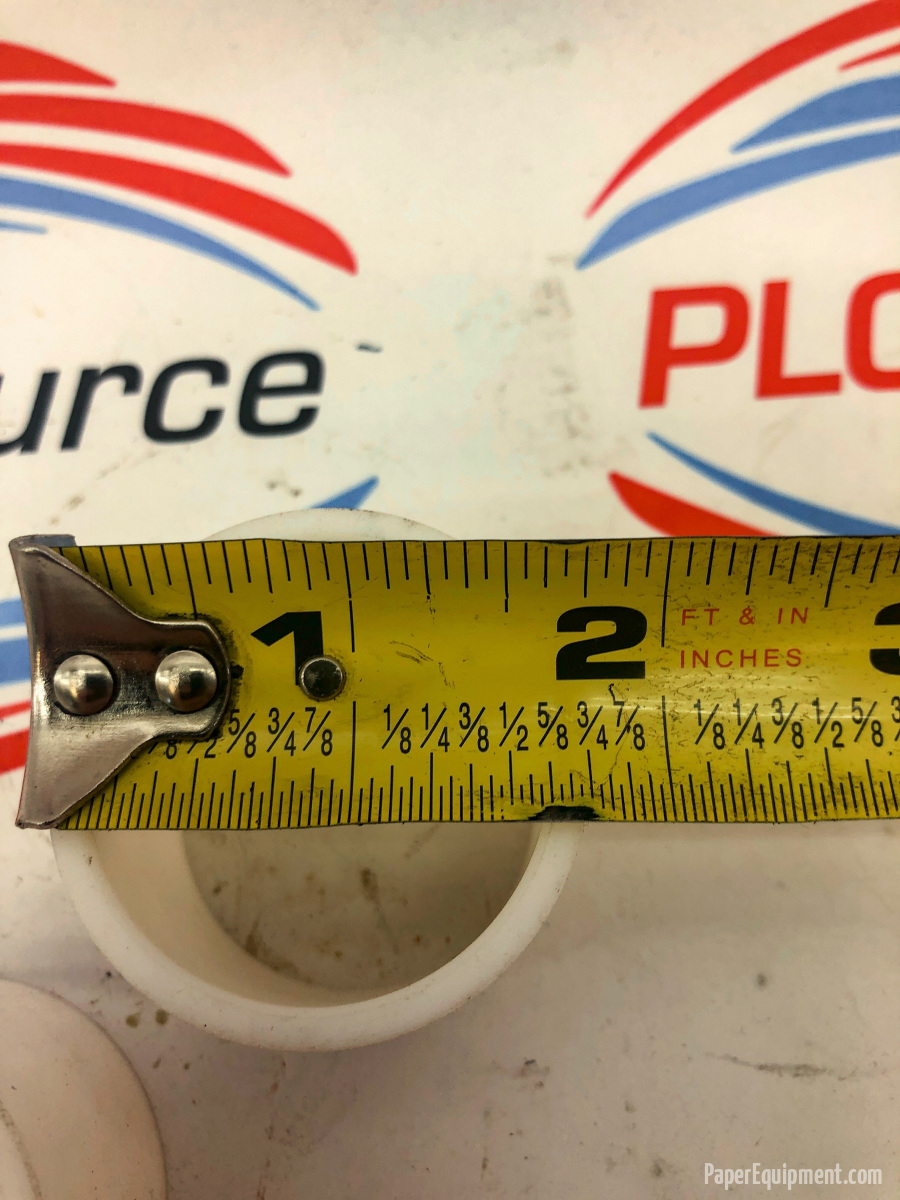 urce
PLO
1 2 FT & IN
INCHES
5/8 3/4 7/8 1/8 1/4 3/8 1/2 5/8 3/4 7/8 1/8 1/4 3/8 1/2 5/8
PaperEquipment.com